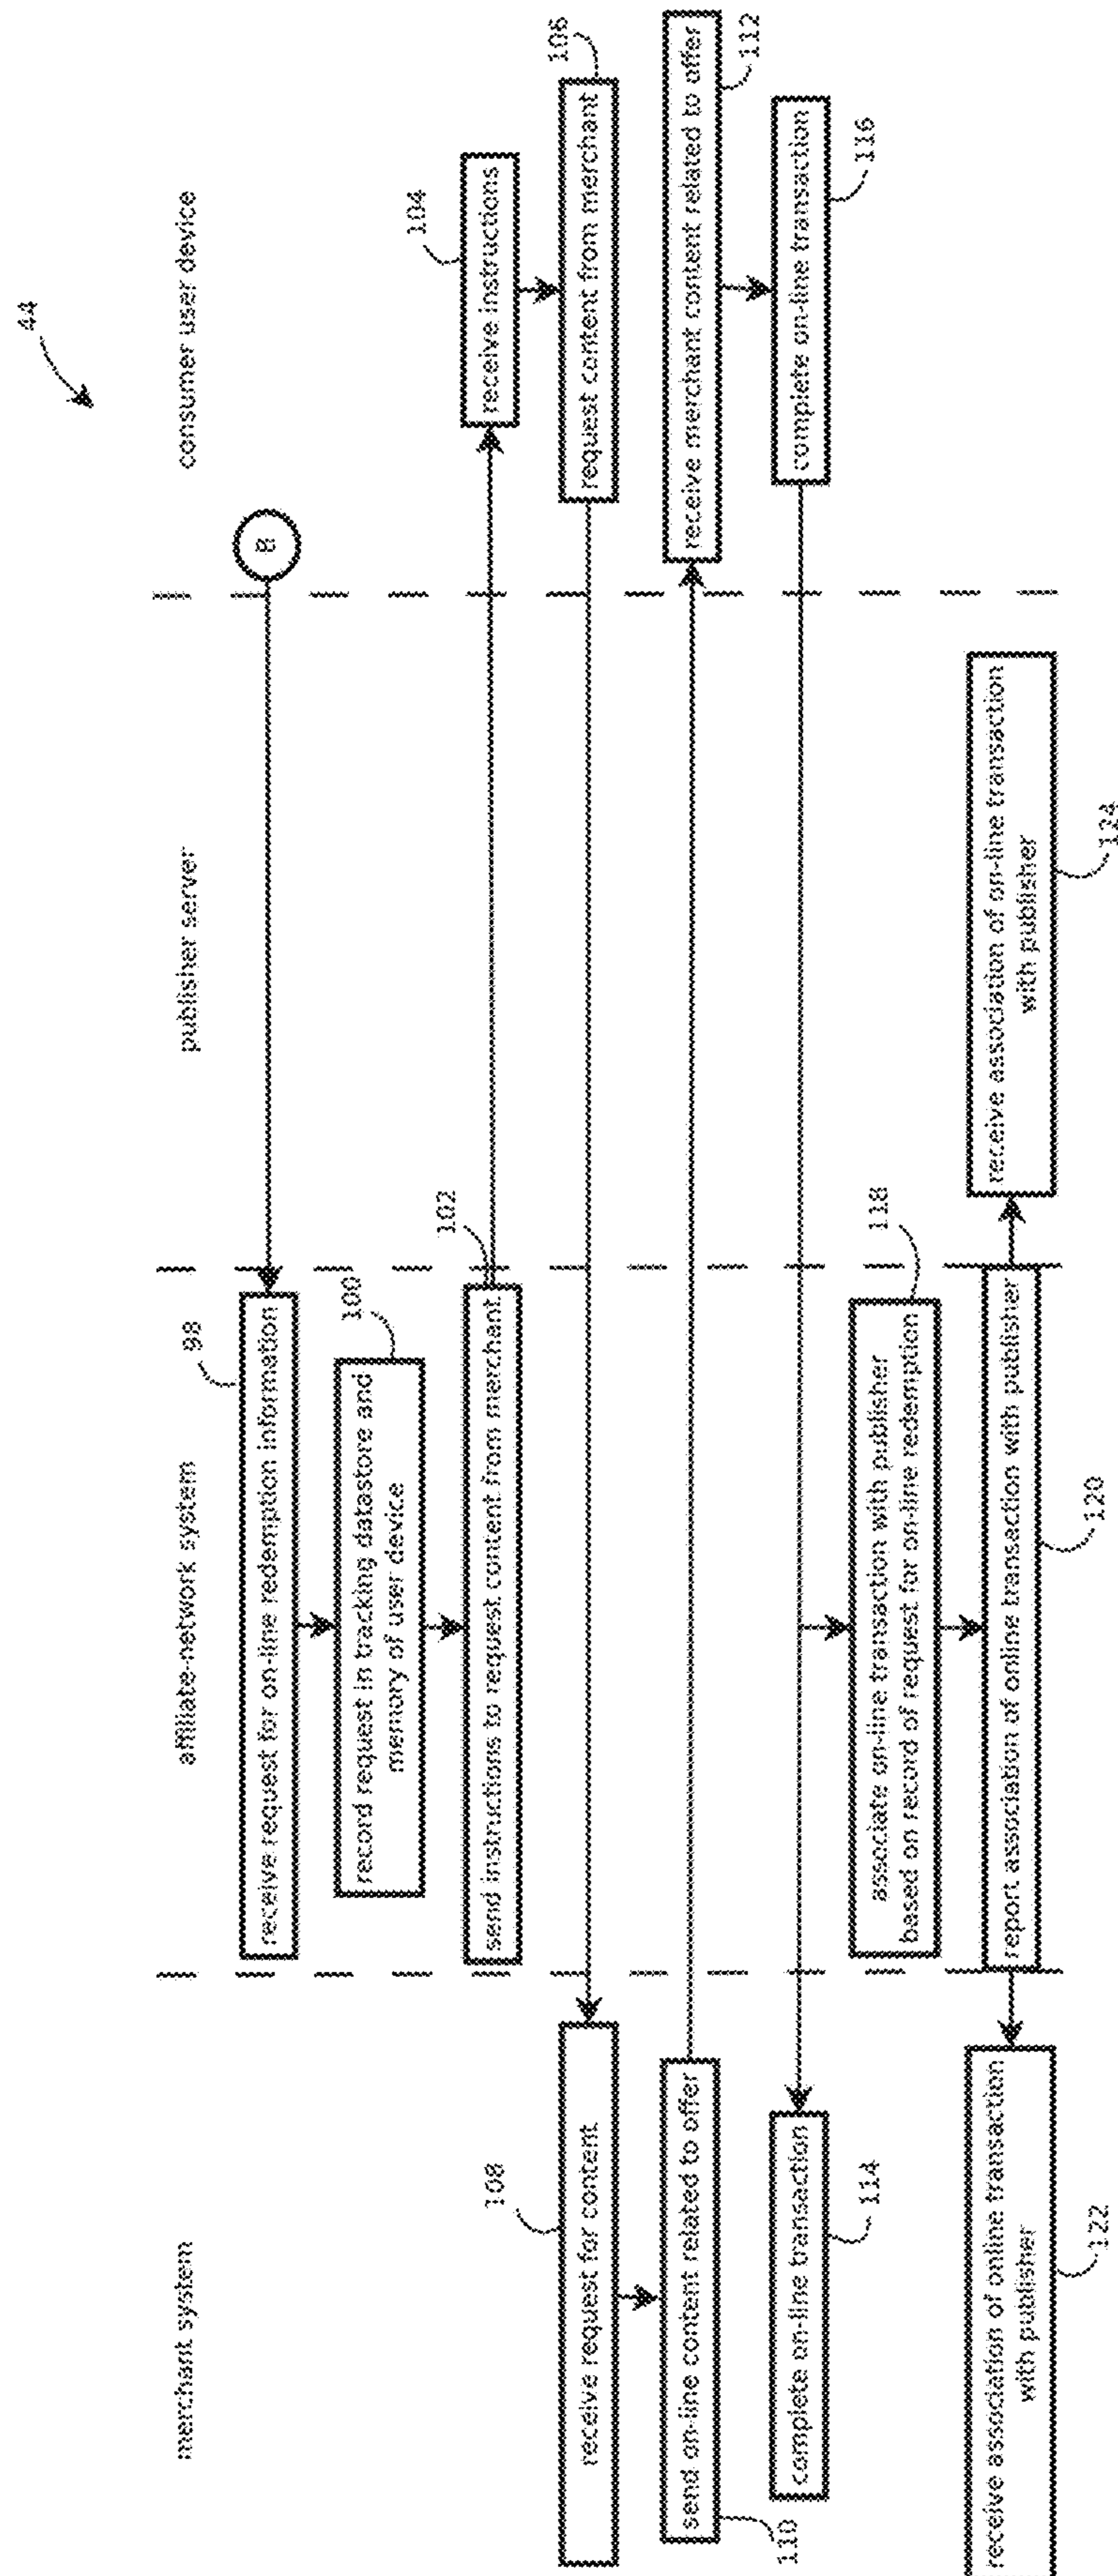 44
merchant system
affiliate-network system
publisher server
consumer user device
B
98
receive request for on-line redemption information
100
record request in tracking datastore and
memory of user device
102
send instructions to request content from merchant
104
receive instructions
106
request content from merchant
108
receive request for content
110
send on-line content related to offer
112
receive merchant content related to offer
114
complete on-line transaction
116
complete on-line transaction
118
associate on-line transaction with publisher
based on record of request for on-line redemption
120
report association of online transaction with publisher
122
receive association of online transaction
with publisher
124
receive association of on-line transaction
with publisher